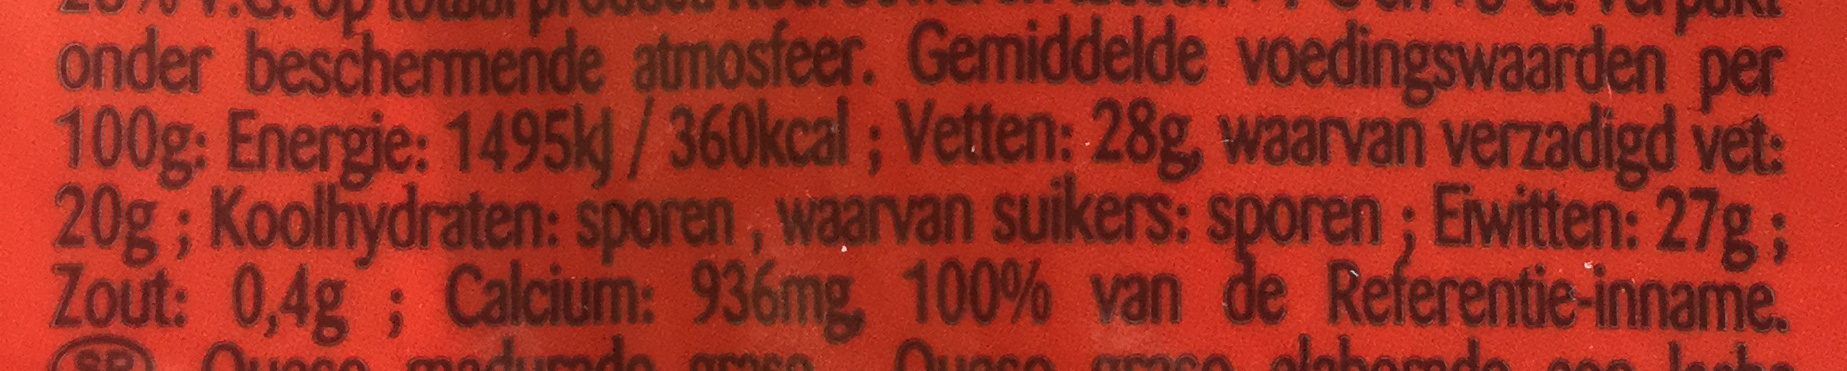 onder beschermende atmosfeer. Gemiddelde voedingswaarden per
100g: Energie: 1495kJ / 360kcal ; Vetten: 28g, waarvan verzadigd vet:
20g ; Koolhydraten: sporen , waarvan suikers: sporen ; Eiwitten: 27g ;
Zout: 0,4g ; Calcium: 936mg, 100% van de Referentie-inname.